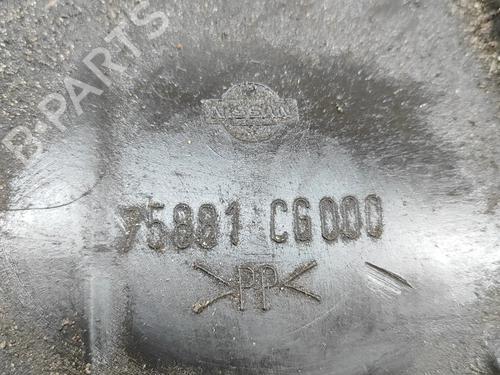 B-PARTS
NISSAN
75881 CG000
>PP<